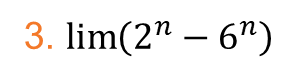 3. lim(2ⁿ − 6ⁿ)